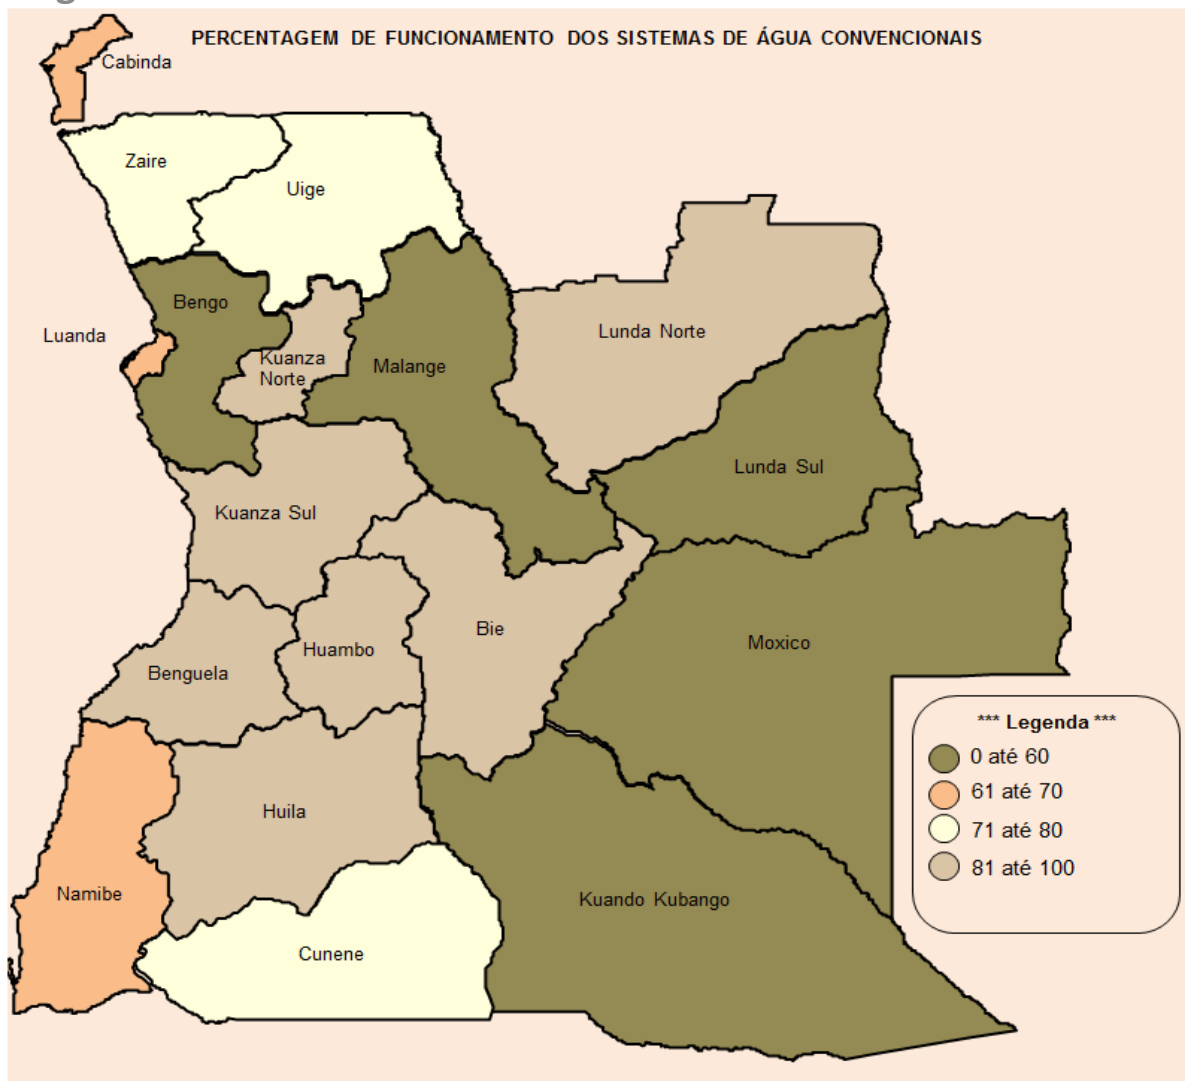 PERCENTAGEM DE FUNCIONAMENTO DOS SISTEMAS DE ÁGUA CONVENCIONAIS
Cabinda
Zaire
Uige
Bengo
Luanda
Lunda Norte
Kuanza
Norte
Malange
Lunda Sul
Kuanza Sul
Bie
Moxico
Huambo
Benguela
*** Legenda ***
0 até 60
61 até 70
71 até 80
81 até 100
Huila
Namibe
Kuando Kubango
Cunene